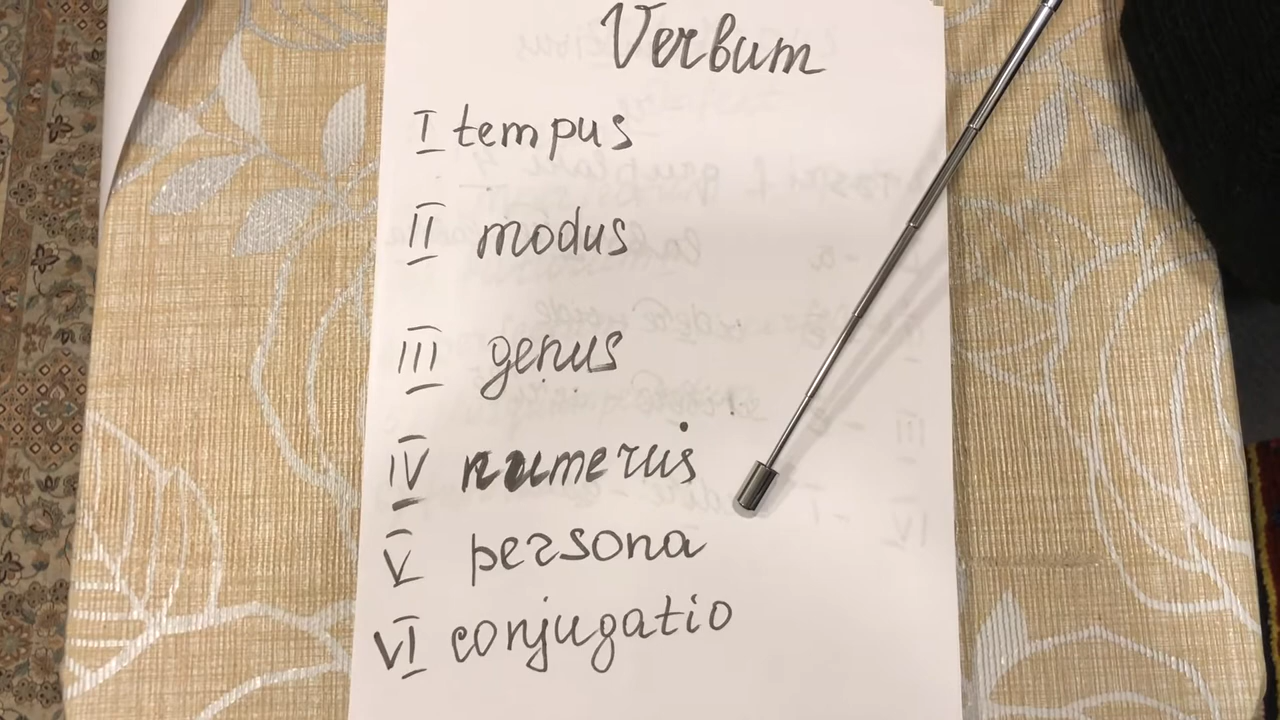 Verbum
I tempus
II modus
III genus
IV numerus
V persona
VI conjugatio